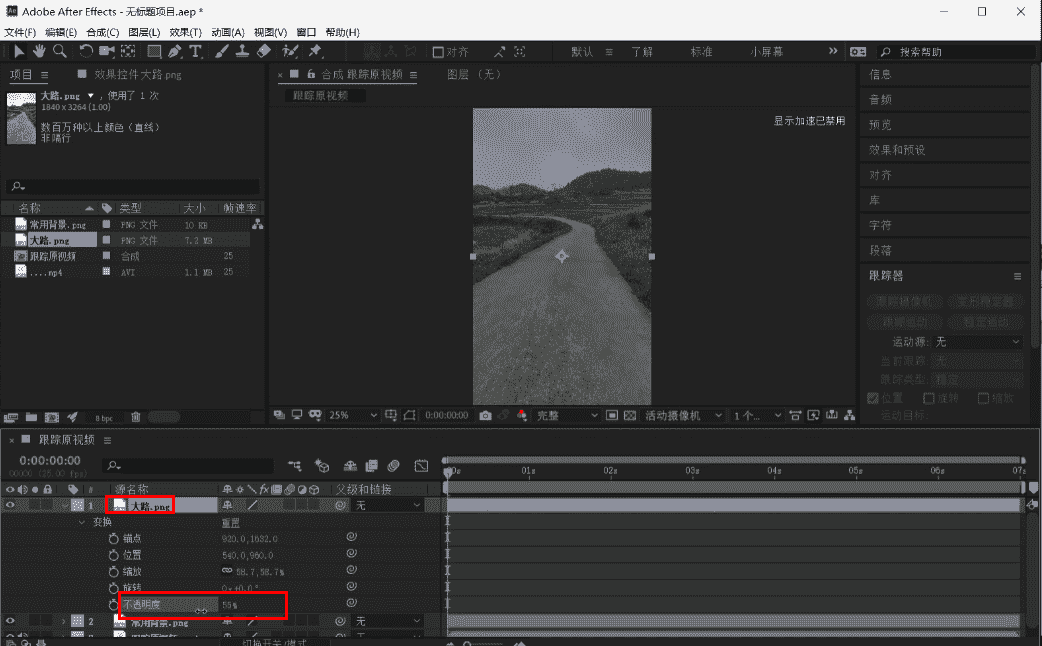 Adobe After Effects - 无标题项目.aep *
文件(F) 编辑(E) 合成(C) 图层(L) 效果(T) 动画(A) 视图(V) 窗口 帮助(H)
对齐 默认 了解 标准 小屏幕 搜索帮助
项目 效果控件大路.png
合成 跟踪原视频 图层 (无)
信息
大路.png ,使用了 1 次
1840 x 3264 (1.00)
跟踪原视频
音频
数百万种以上颜色(直线)
非隔行
显示加速已禁用
预览
效果和预设
对齐
库
名称 类型 大小 帧速率
常用背景.png PNG 文件 10 KB
字符
大路.png PNG 文件 7.2 MB
跟踪原视频 合成 25
段落
....mp4 AVI 1.1 MB 25
跟踪器
跟踪摄像机 变形稳定器
跟踪运动 稳定运动
运动源: 无
当前跟踪: 无
跟踪类型: 稳定
位置 旋转 缩放
运动目标:
8 bpc
25% 0:00:00:00 完整 活动摄像机 1 个...
跟踪原视频
0:00:00:00
00000 (25.00 fps)
00s 01s 02s 03s 04s 05s 06s 07s
# 源名称 父级和链接
1 大路.png 无
变换 重置
锚点 920.0,1632.0
位置 540.0,960.0
缩放 58.7,58.7%
旋转 0x+0.0°
不透明度 55%
2 常用背景.png 无
切换开关/模式